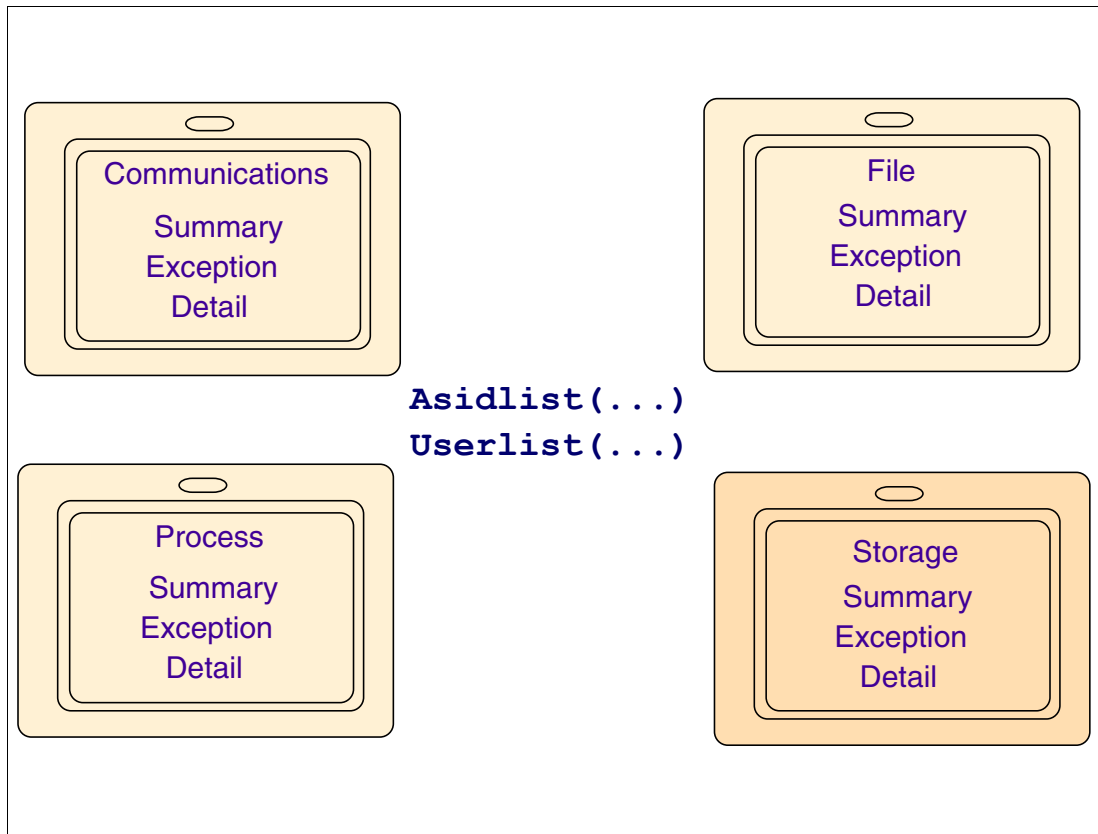 Communications
Summary
Exception
Detail
File
Summary
Exception
Detail
Asidlist(...)
Userlist(...)
Process
Summary
Exception
Detail
Storage
Summary
Exception
Detail